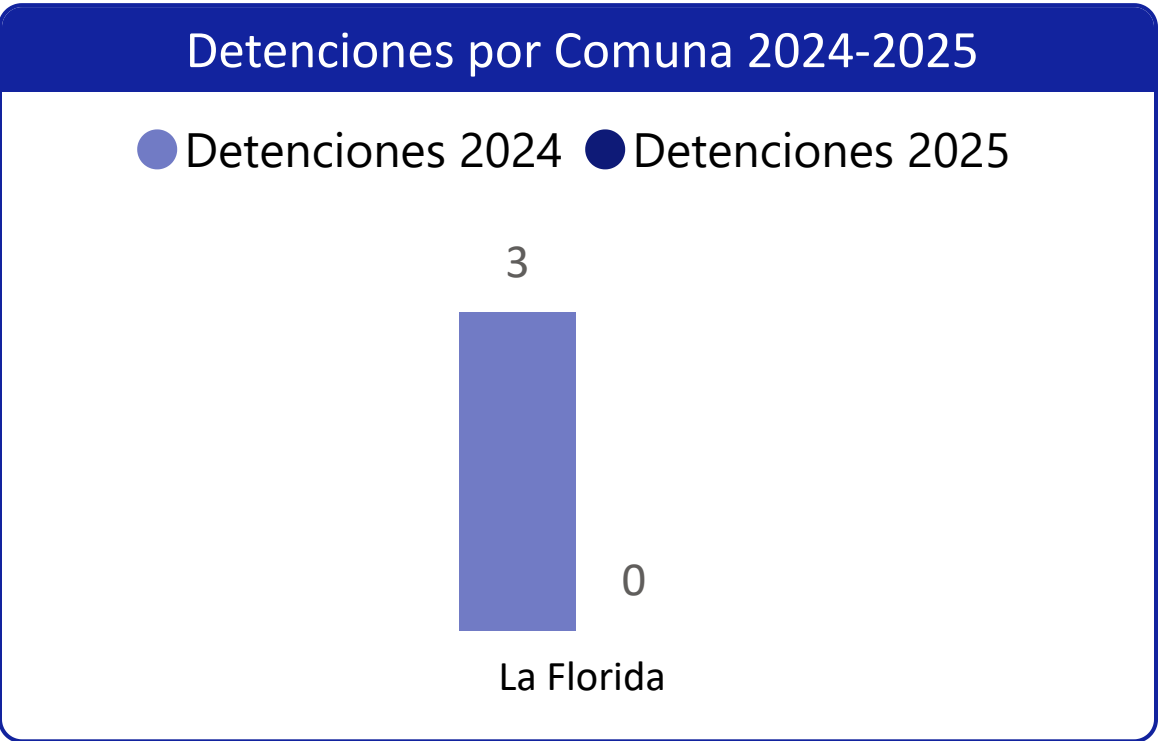 Detenciones por Comuna 2024-2025
Detenciones 2024 Detenciones 2025
3
0
La Florida